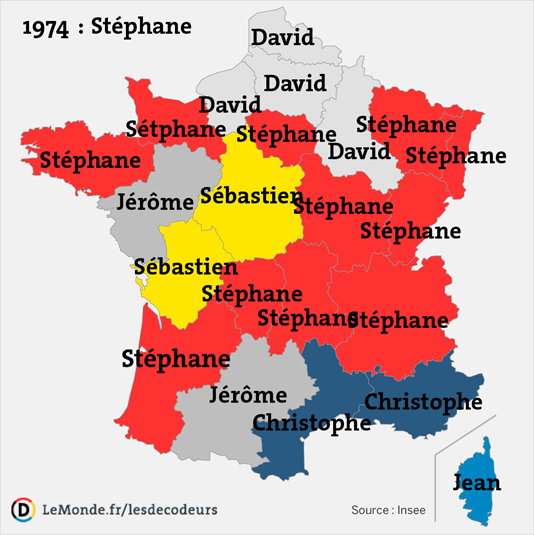 1974 : Stéphane
David
David
David
Sétphane
Stéphane
Stéphane
David
Stéphane
Stéphane
Jérôme
Sébastien
Stéphane
Stéphane
Sébastien
Stéphane
Stéphane
Stéphane
Stéphane
Jérôme
Christophe
Christophe
Jean
D LeMonde.fr/lesdecodeurs
Source : Insee